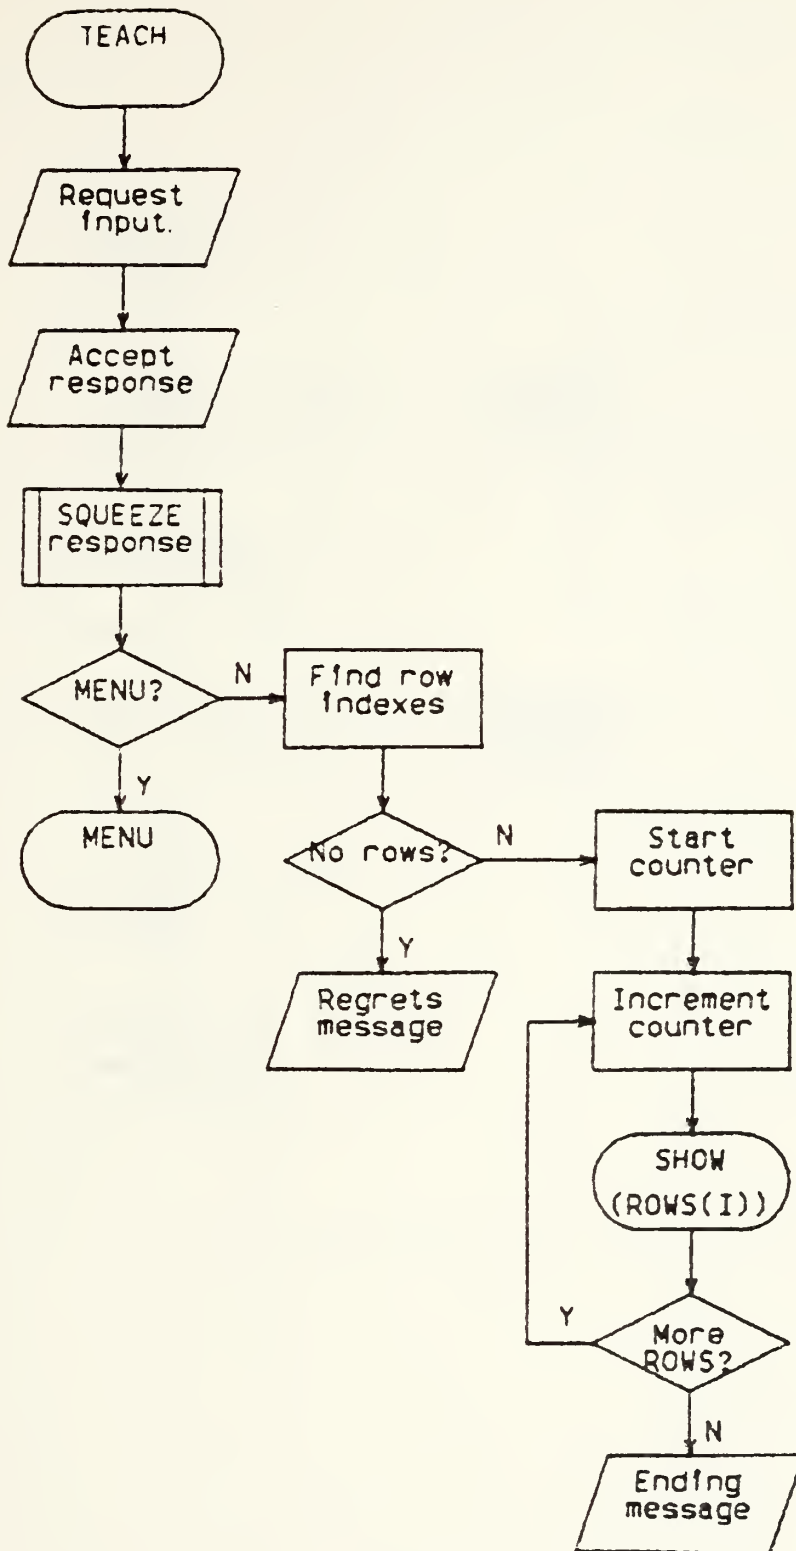 TEACH
Request
input.
Accept
response
SQUEEZE
response
MENU?
N
Find row
indexes
Y
MENU
No rows?
N
Start
counter
Y
Regrets
message
Increment
counter
SHOW
(ROWS(I))
Y
More
ROWS?
N
Ending
message